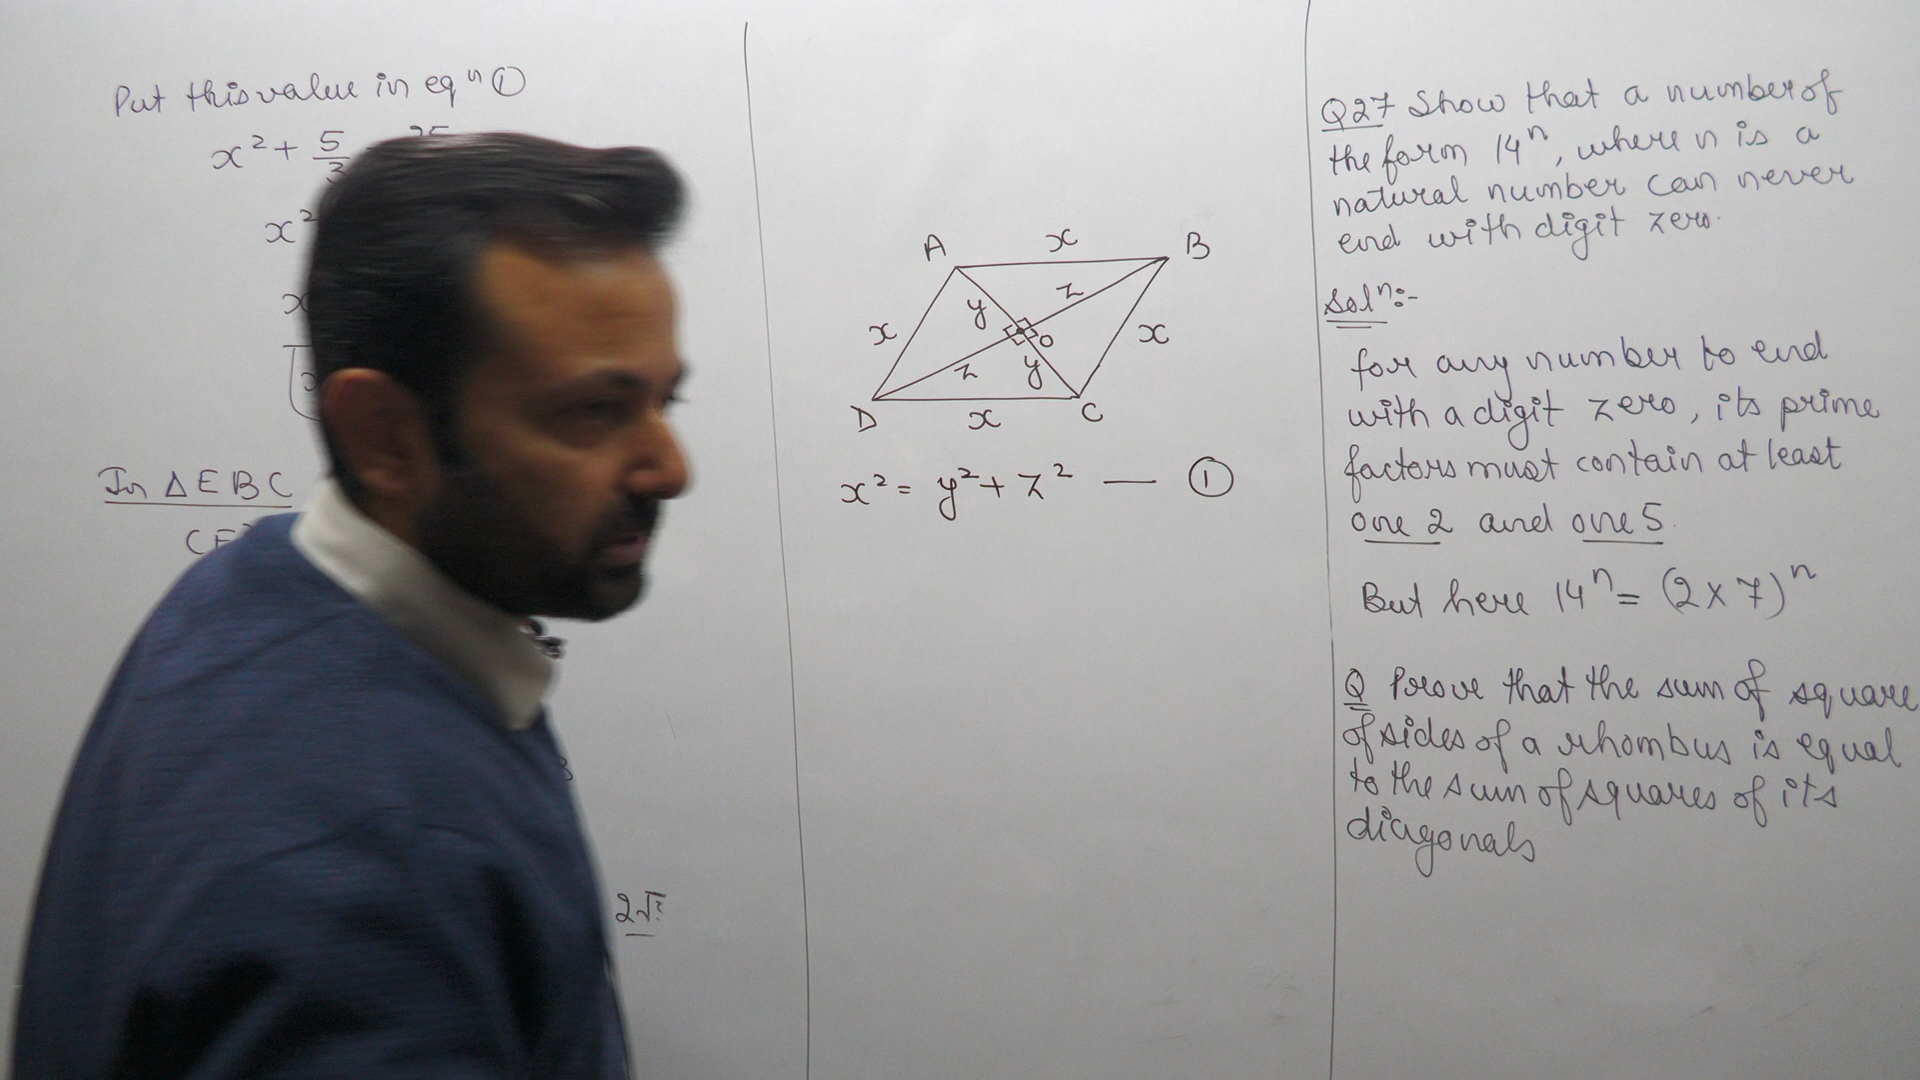 Put this value in eqⁿ ①
x² + 5/3
x²
x
In △EBC
CE²
2√3
A x B
y z
x x
O
z y
D x C
x² = y² + z² — ①
Q27 Show that a number of
the form 14ⁿ, where n is a
natural number can never
end with digit zero.
Solⁿ:-
for any number to end
with a digit zero, its prime
factors must contain at least
one 2 and one 5.
But here 14ⁿ = (2 × 7)ⁿ
Q Prove that the sum of square
of sides of a rhombus is equal
to the sum of squares of its
diagonals